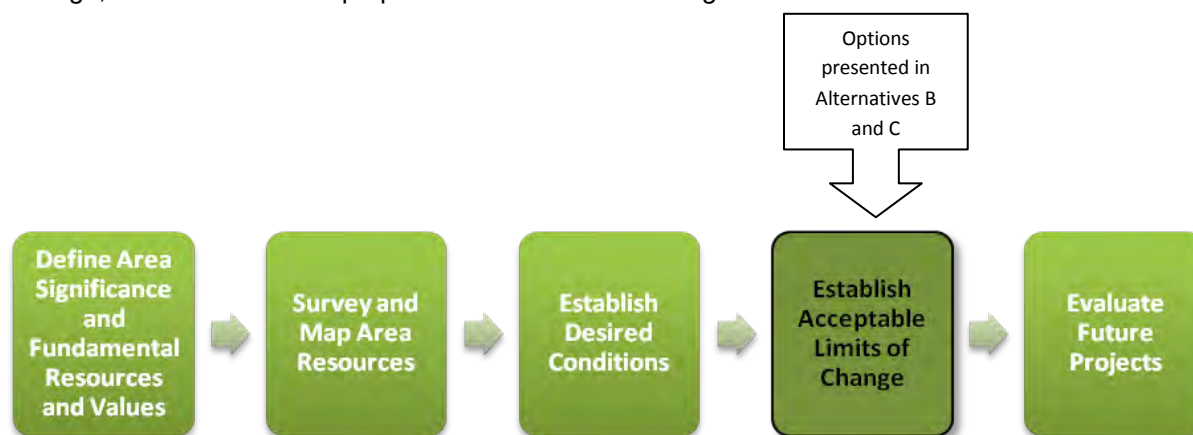 Options
presented in
Alternatives B
and C
Define Area
Significance
and
Fundamental
Resources
and Values
Survey and
Map Area
Resources
Establish
Desired
Conditions
Establish
Acceptable
Limits of
Change
Evaluate
Future
Projects